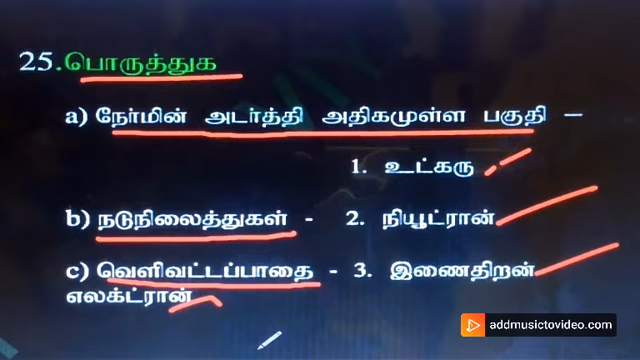 25.பொருத்துக
a) நேர்மின் அடர்த்தி அதிகமுள்ள பகுதி –
1. உட்கரு
b) நடுநிலைத்துகள் - 2. நியூட்ரான்
c) வெளிவட்டப்பாதை - 3. இணைதிறன்
எலக்ட்ரான்
addmusictovideo.com